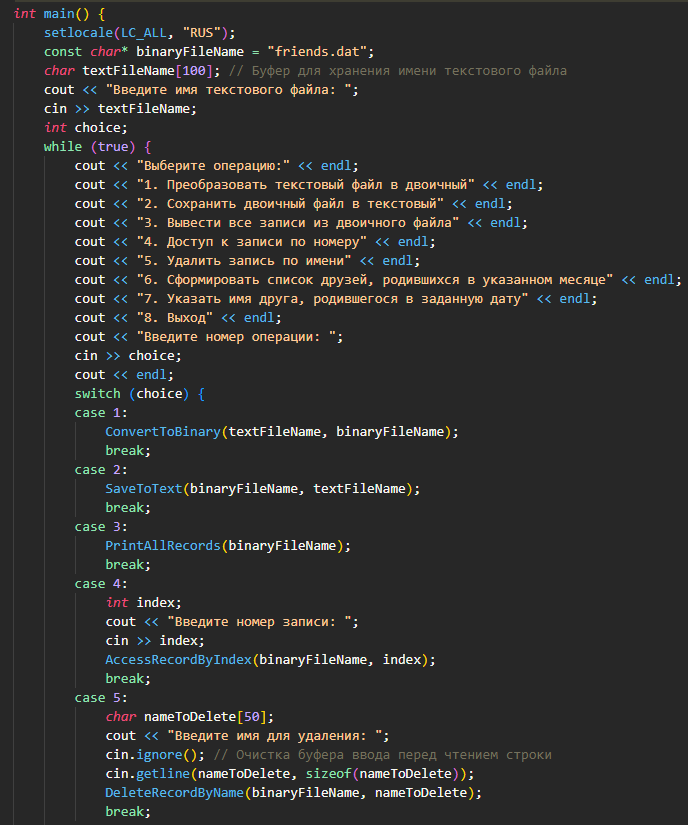 int main() {
    setlocale(LC_ALL, "RUS");
    const char* binaryFileName = "friends.dat";
    char textFileName[100]; // Буфер для хранения имени текстового файла
    cout << "Введите имя текстового файла: ";
    cin >> textFileName;
    int choice;
    while (true) {
        cout << "Выберите операцию:" << endl;
        cout << "1. Преобразовать текстовый файл в двоичный" << endl;
        cout << "2. Сохранить двоичный файл в текстовый" << endl;
        cout << "3. Вывести все записи из двоичного файла" << endl;
        cout << "4. Доступ к записи по номеру" << endl;
        cout << "5. Удалить запись по имени" << endl;
        cout << "6. Сформировать список друзей, родившихся в указанном месяце" << endl;
        cout << "7. Указать имя друга, родившегося в заданную дату" << endl;
        cout << "8. Выход" << endl;
        cout << "Введите номер операции: ";
        cin >> choice;
        cout << endl;
        switch (choice) {
        case 1:
            ConvertToBinary(textFileName, binaryFileName);
            break;
        case 2:
            SaveToText(binaryFileName, textFileName);
            break;
        case 3:
            PrintAllRecords(binaryFileName);
            break;
        case 4:
            int index;
            cout << "Введите номер записи: ";
            cin >> index;
            AccessRecordByIndex(binaryFileName, index);
            break;
        case 5:
            char nameToDelete[50];
            cout << "Введите имя для удаления: ";
            cin.ignore(); // Очистка буфера ввода перед чтением строки
            cin.getline(nameToDelete, sizeof(nameToDelete));
            DeleteRecordByName(binaryFileName, nameToDelete);
            break;